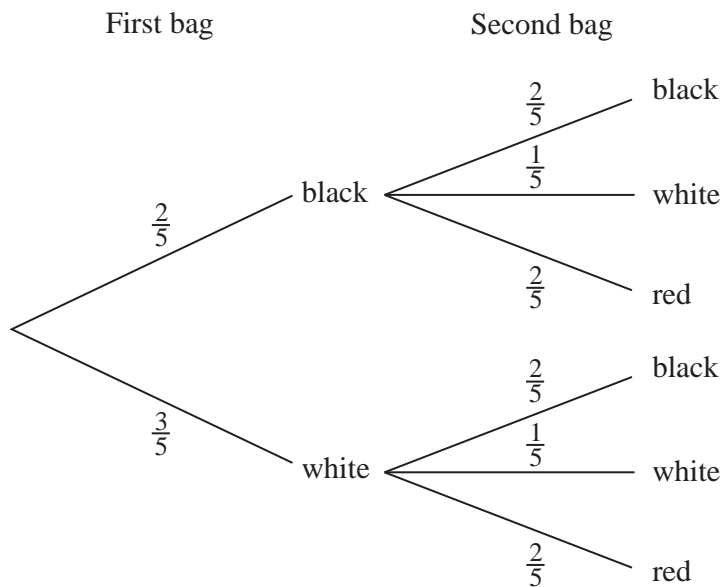 First bag Second bag
black
2/5
1/5
black white
2/5
2/5
red
black
2/5
3/5
1/5
white white
2/5
red